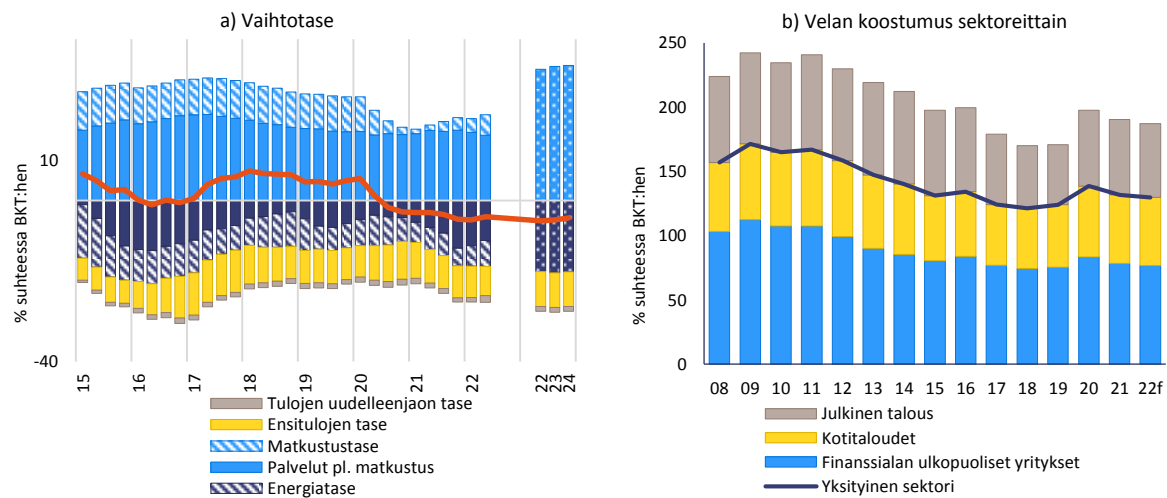 a) Vaihtotase
% suhteessa BKT:hen
10
-40
15
16
17
18
19
20
21
22
22
23
24
Tulojen uudelleenjaon tase
Ensitulojen tase
Matkustustase
Palvelut pl. matkustus
Energiatase
b) Velan koostumus sektoreittain
% suhteessa BKT:hen
250
200
150
100
50
0
08 09 10 11 12 13 14 15 16 17 18 19 20 21 22f
Julkinen talous
Kotitaloudet
Finanssialan ulkopuoliset yritykset
Yksityinen sektori